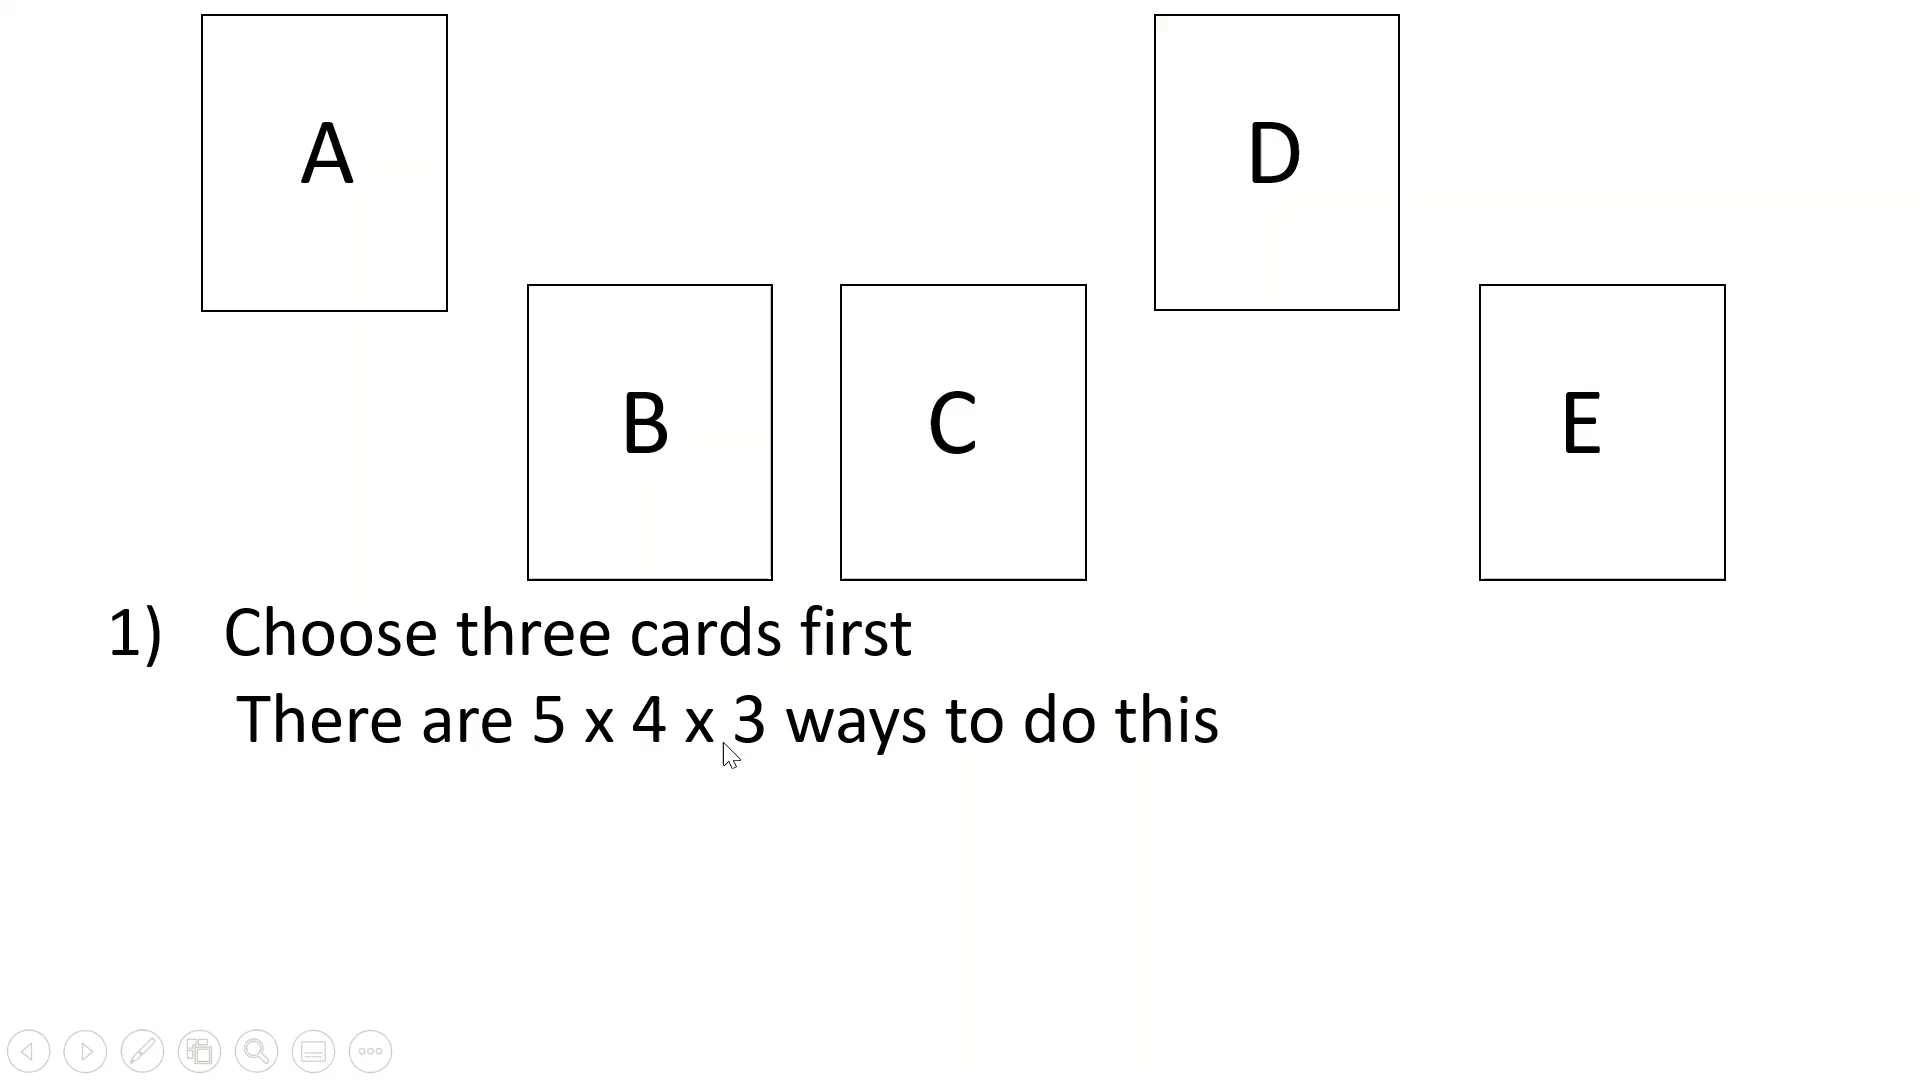 A
D
B
C
E
1) Choose three cards first
There are 5 x 4 x 3 ways to do this